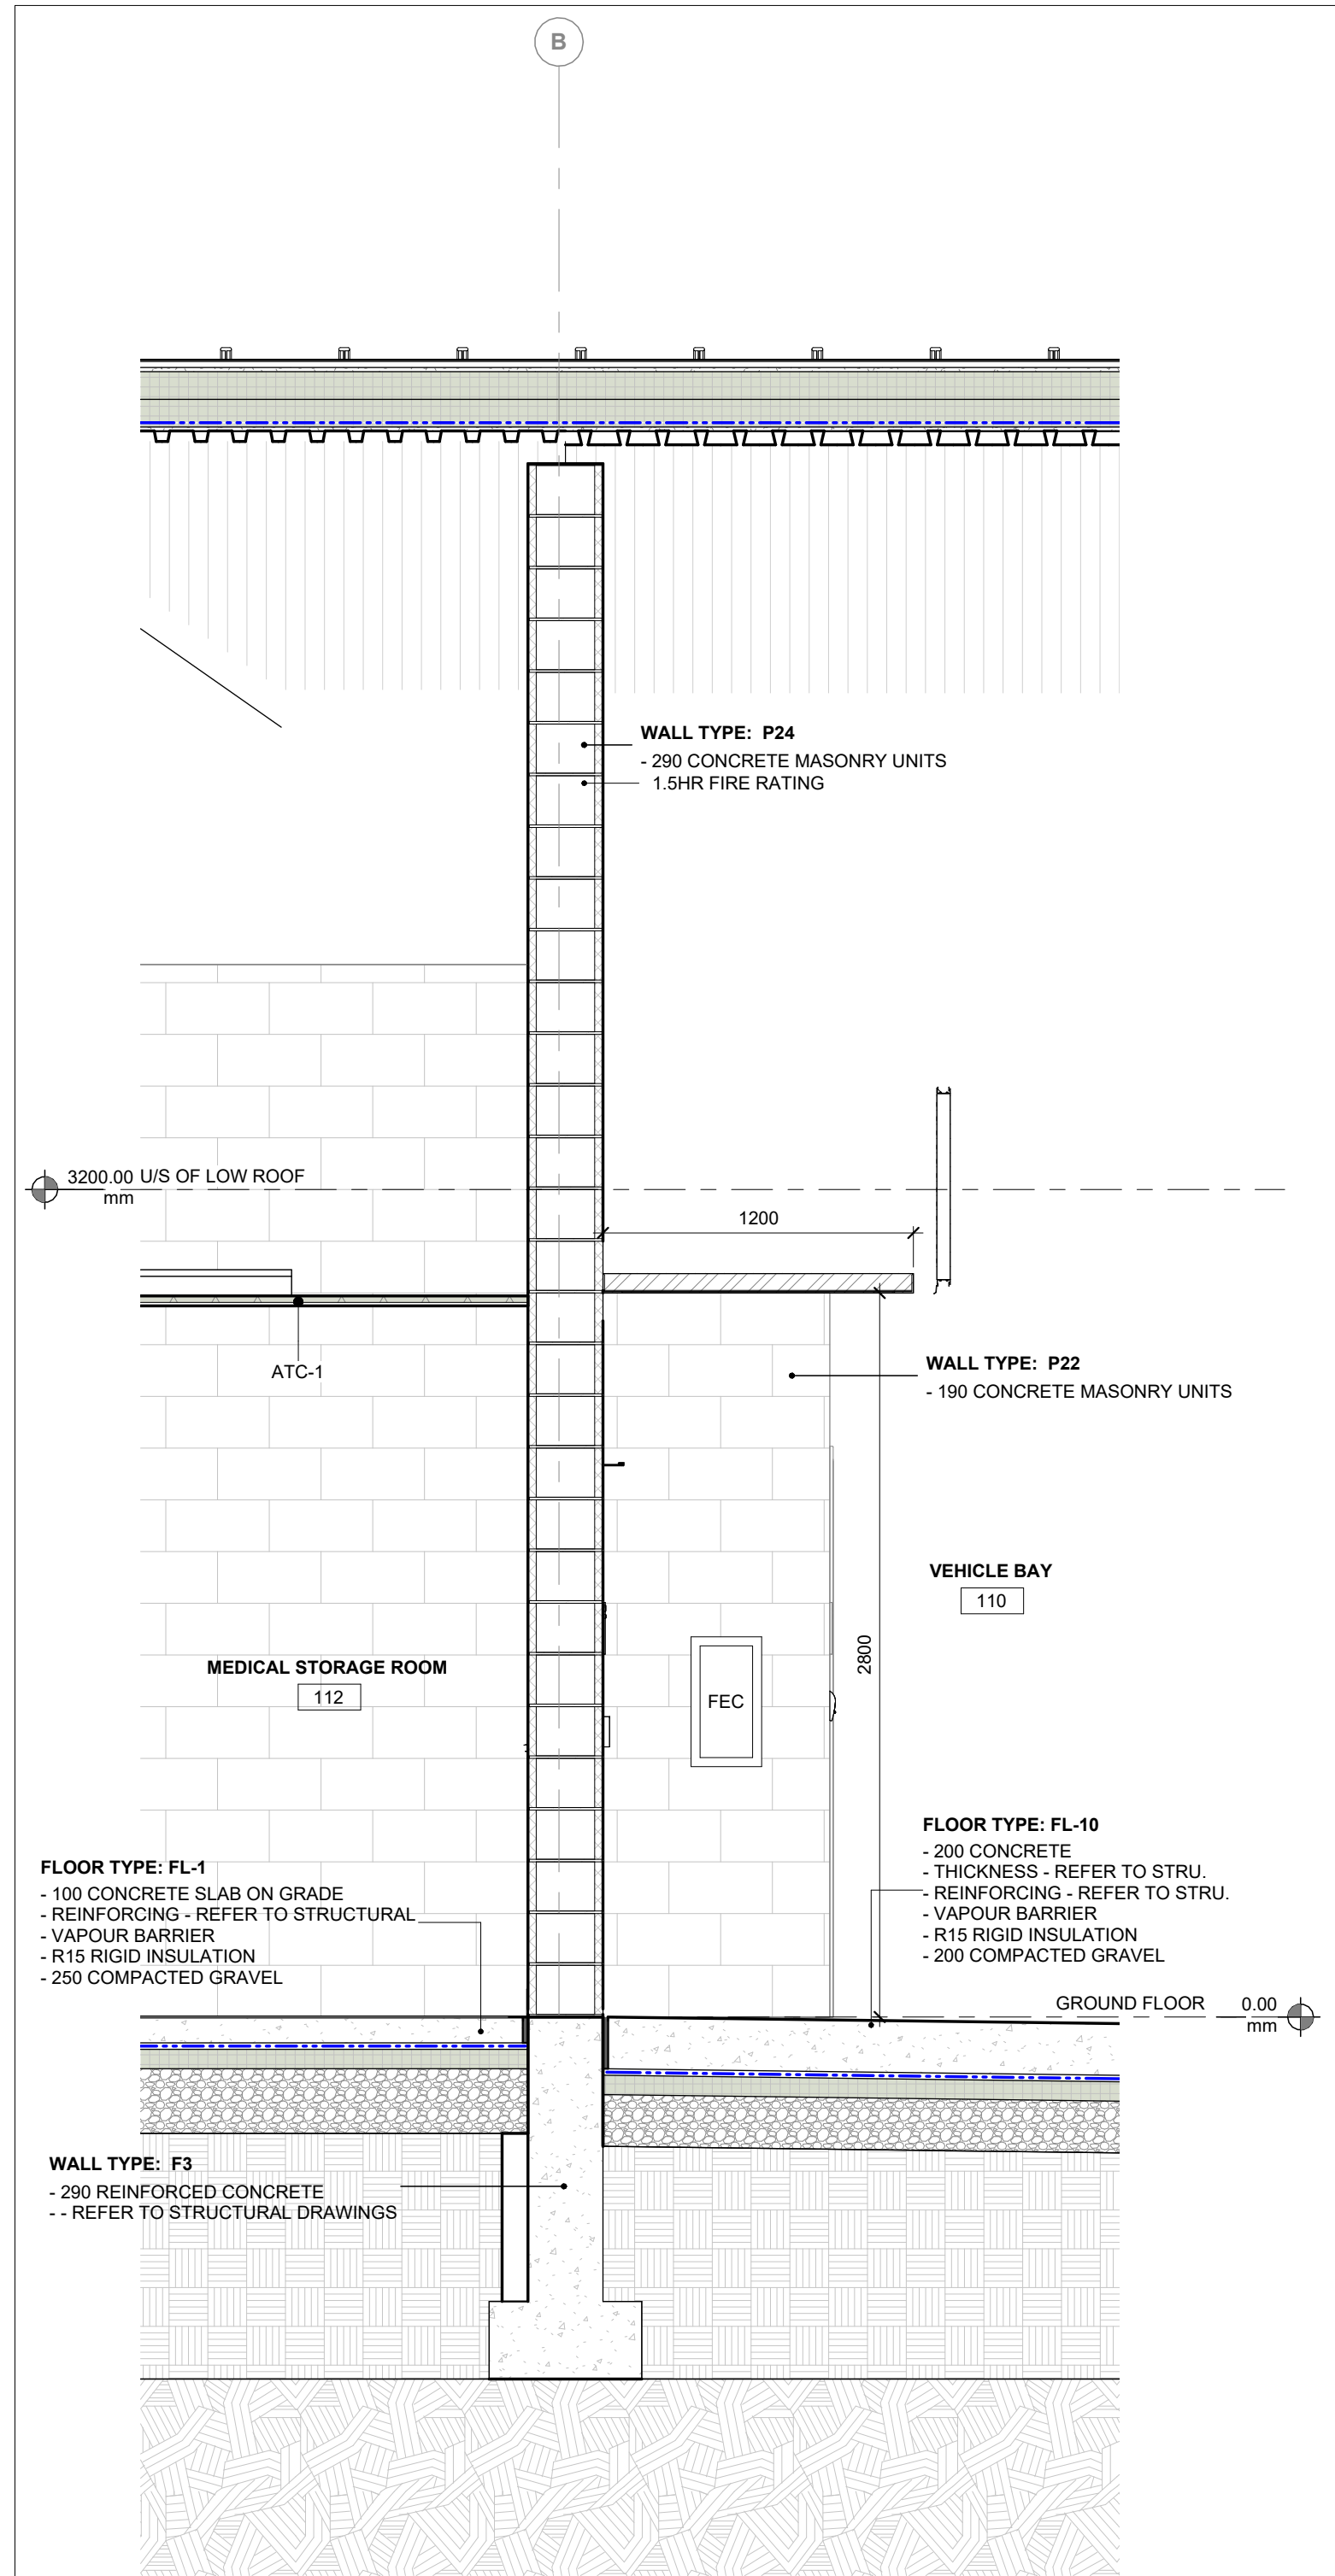 B
WALL TYPE: P24
- 290 CONCRETE MASONRY UNITS
1.5HR FIRE RATING
3200.00 U/S OF LOW ROOF
mm
1200
ATC-1
WALL TYPE: P22
- 190 CONCRETE MASONRY UNITS
VEHICLE BAY
110
2800
MEDICAL STORAGE ROOM
112
FEC
FLOOR TYPE: FL-10
- 200 CONCRETE
- THICKNESS - REFER TO STRU.
- REINFORCING - REFER TO STRU.
- VAPOUR BARRIER
- R15 RIGID INSULATION
- 200 COMPACTED GRAVEL
FLOOR TYPE: FL-1
- 100 CONCRETE SLAB ON GRADE
- REINFORCING - REFER TO STRUCTURAL
- VAPOUR BARRIER
- R15 RIGID INSULATION
- 250 COMPACTED GRAVEL
GROUND FLOOR 0.00
mm
WALL TYPE: F3
- 290 REINFORCED CONCRETE
- - REFER TO STRUCTURAL DRAWINGS